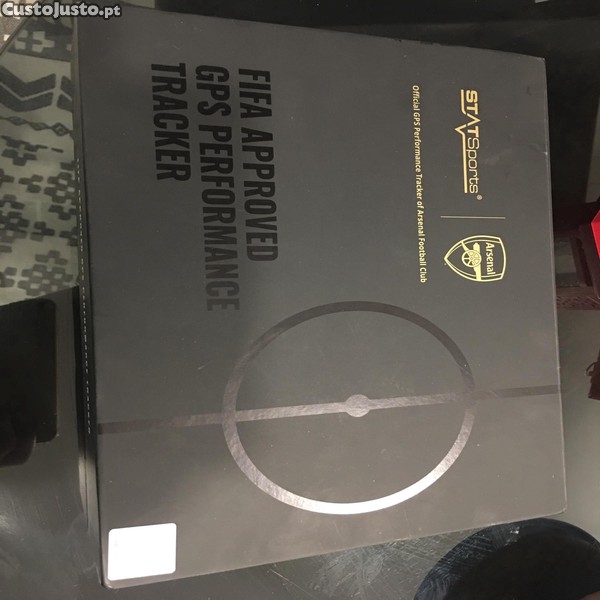 CustoJusto.pt
STATSports®
Arsenal
Official GPS Performance Tracker of Arsenal Football Club
FIFA APPROVED
GPS PERFORMANCE
TRACKER